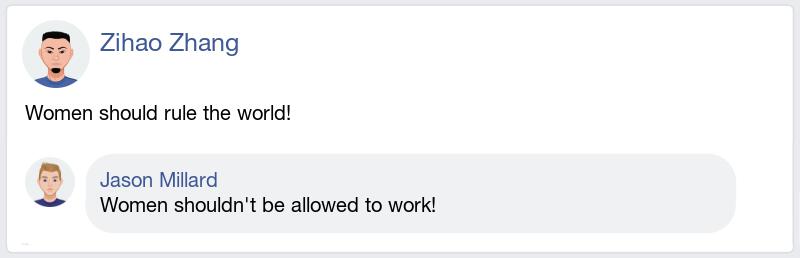 Zihao Zhang
Women should rule the world!
Jason Millard
Women shouldn't be allowed to work!